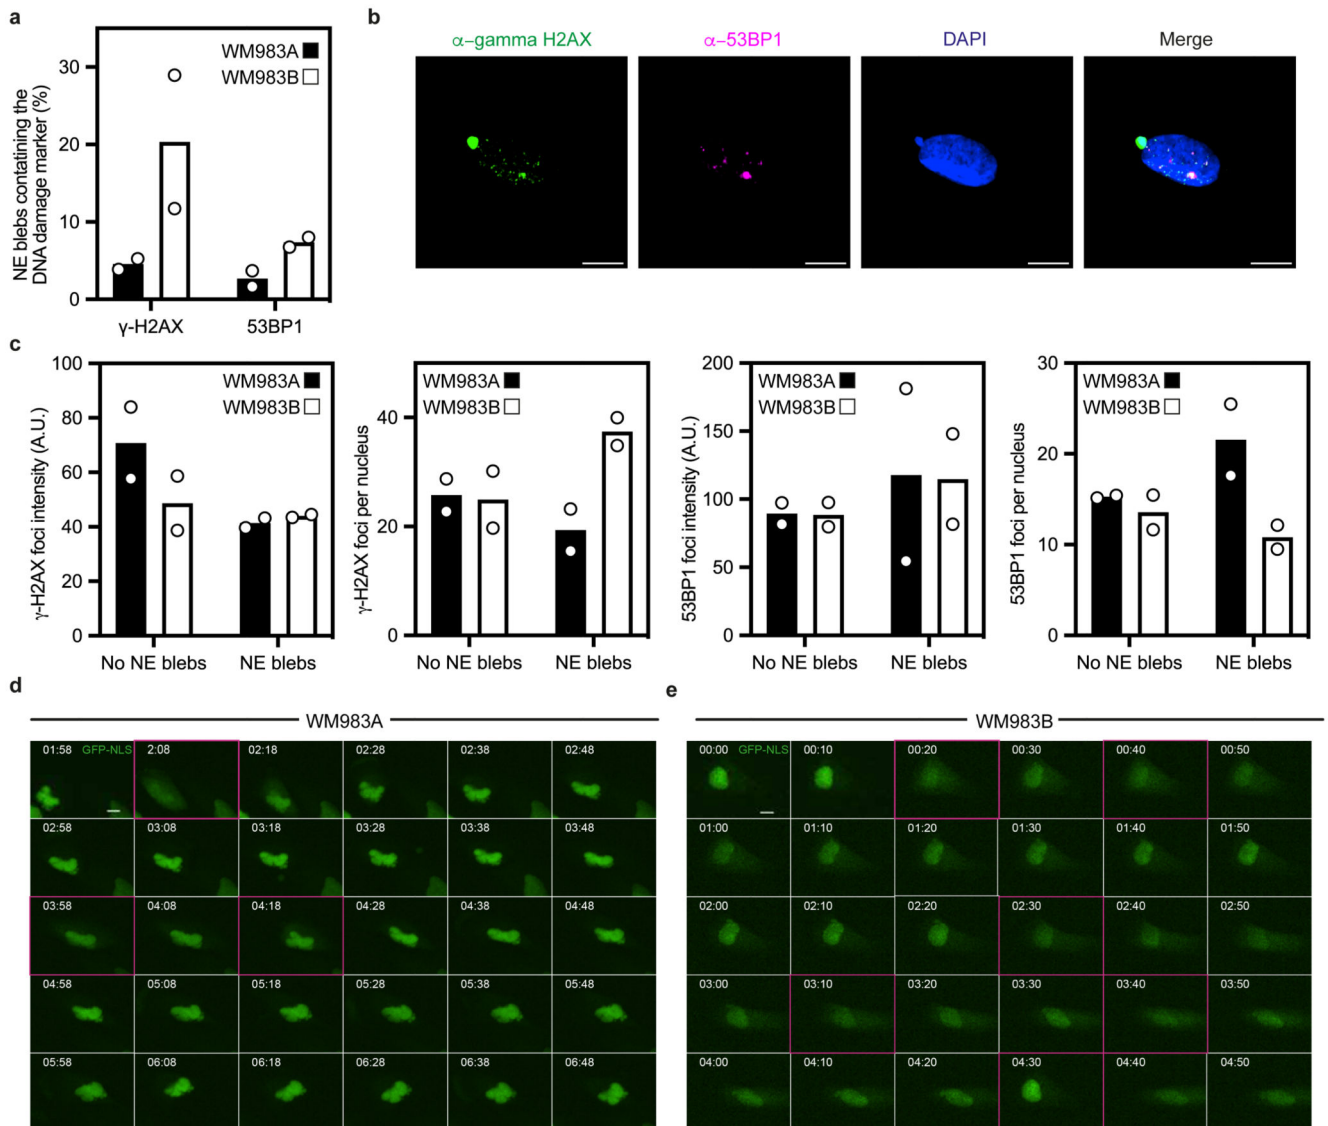 a
NE blebs contatining the
DNA damage marker (%)
30
20
10
0
WM983A
WM983B
γ-H2AX
53BP1
b
α–gamma H2AX
α–53BP1
DAPI
Merge
c
γ-H2AX foci intensity (A.U.)
100
80
60
40
20
0
WM983A
WM983B
No NE blebs
NE blebs
γ-H2AX foci per nucleus
40
20
0
WM983A
WM983B
No NE blebs
NE blebs
53BP1 foci intensity (A.U.)
200
150
100
50
0
WM983A
WM983B
No NE blebs
NE blebs
53BP1 foci per nucleus
30
20
10
0
WM983A
WM983B
No NE blebs
NE blebs
d
WM983A
01:58 GFP-NLS 2:08 02:18 02:28 02:38 02:48
02:58 03:08 03:18 03:28 03:38 03:48
03:58 04:08 04:18 04:28 04:38 04:48
04:58 05:08 05:18 05:28 05:38 05:48
05:58 06:08 06:18 06:28 06:38 06:48
e
WM983B
00:00 GFP-NLS 00:10 00:20 00:30 00:40 00:50
01:00 01:10 01:20 01:30 01:40 01:50
02:00 02:10 02:20 02:30 02:40 02:50
03:00 03:10 03:20 03:30 03:40 03:50
04:00 04:10 04:20 04:30 04:40 04:50